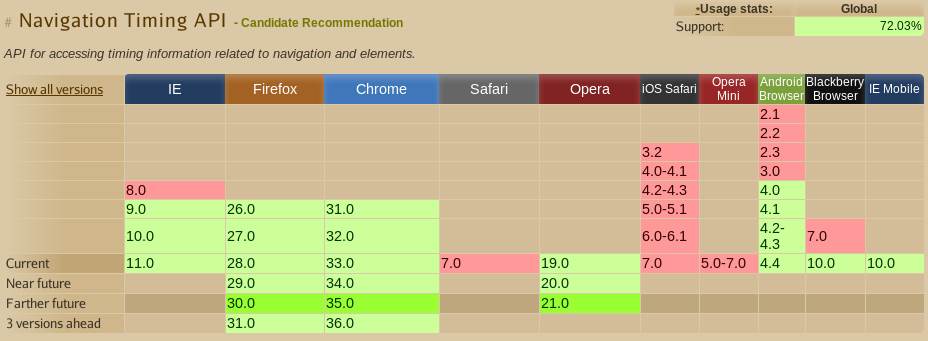 # Navigation Timing API - Candidate Recommendation
*Usage stats: Global
Support: 72.03%
API for accessing timing information related to navigation and elements.
Show all versions IE Firefox Chrome Safari Opera iOS Safari Opera Mini Android Browser Blackberry Browser IE Mobile
2.1
2.2
3.2 2.3
4.0-4.1 3.0
8.0 4.2-4.3 4.0
9.0 26.0 31.0 5.0-5.1 4.1
10.0 27.0 32.0 6.0-6.1 4.2-4.3 7.0
Current 11.0 28.0 33.0 7.0 19.0 7.0 5.0-7.0 4.4 10.0 10.0
Near future 29.0 34.0 20.0
Farther future 30.0 35.0 21.0
3 versions ahead 31.0 36.0